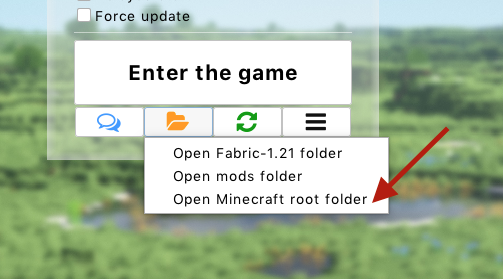 Force update
Enter the game
Open Fabric-1.21 folder
Open mods folder
Open Minecraft root folder